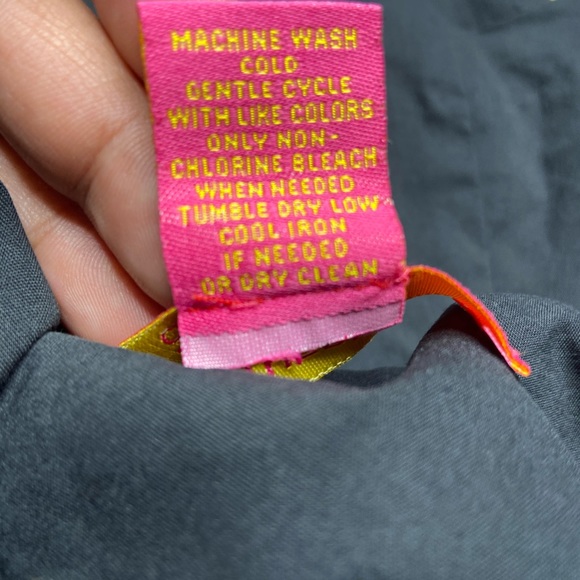 MACHINE WASH
COLD
GENTLE CYCLE
WITH LIKE COLORS
ONLY NON-
CHLORINE BLEACH
WHEN NEEDED
TUMBLE DRY LOW
COOL IRON
IF NEEDED
OR DRY CLEAN